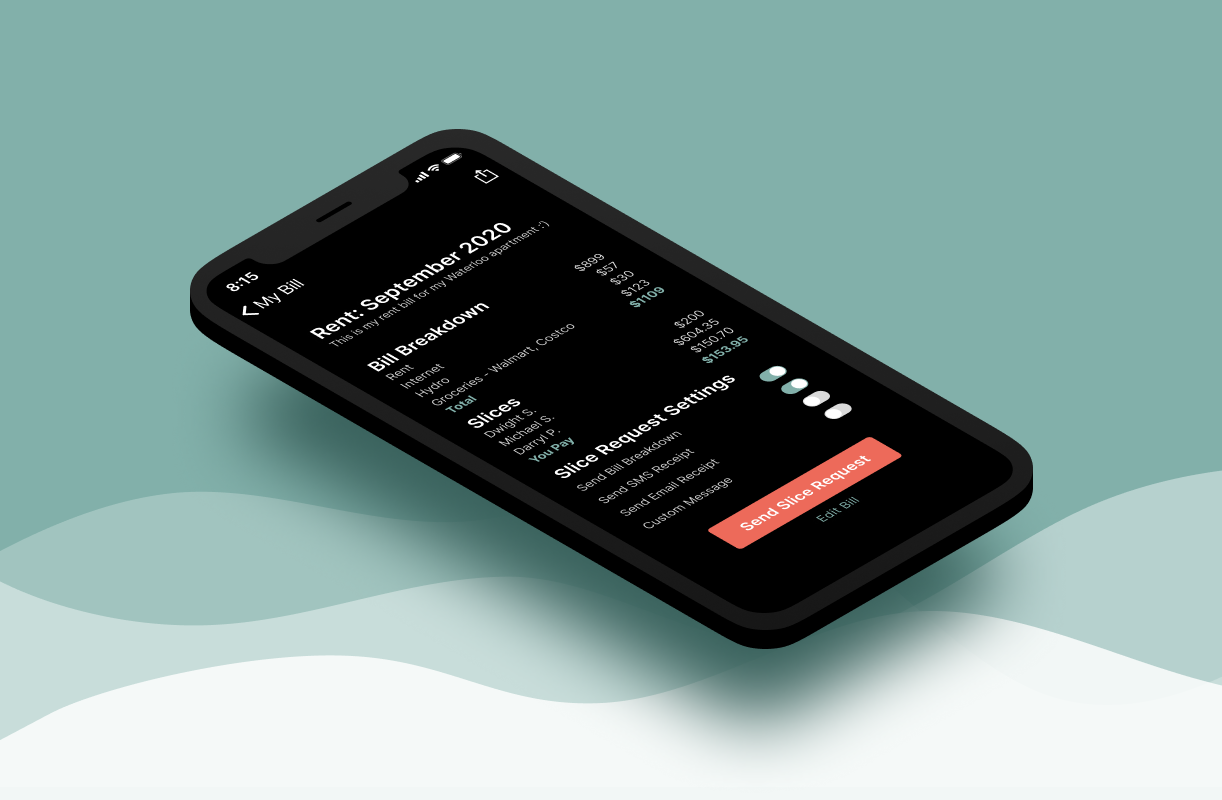 8:15
My Bill
Rent: September 2020
This is my rent bill for my Waterloo apartment :')
Bill Breakdown
Rent $899
Internet $57
Hydro $30
Groceries - Walmart, Costco $123
Total $1109
Slices
Dwight S. $200
Michael S. $604.35
Darryl P. $150.70
You Pay $153.95
Slice Request Settings
Send Bill Breakdown
Send SMS Receipt
Send Email Receipt
Custom Message
Send Slice Request
Edit Bill